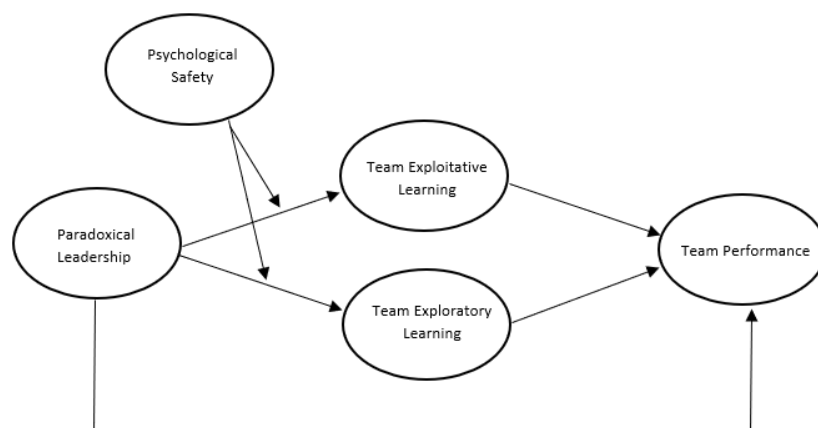 Psychological
Safety
Team Exploitative
Learning
Paradoxical
Leadership
Team Performance
Team Exploratory
Learning